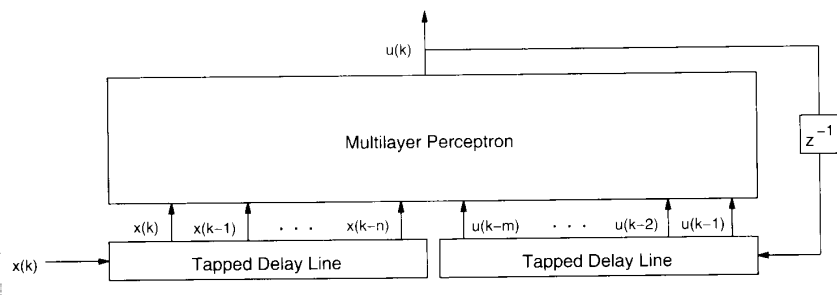 u(k)
Multilayer Perceptron
z⁻¹
x(k) x(k−1) · · · x(k−n) u(k−m) · · · u(k−2) u(k−1)
x(k) Tapped Delay Line Tapped Delay Line